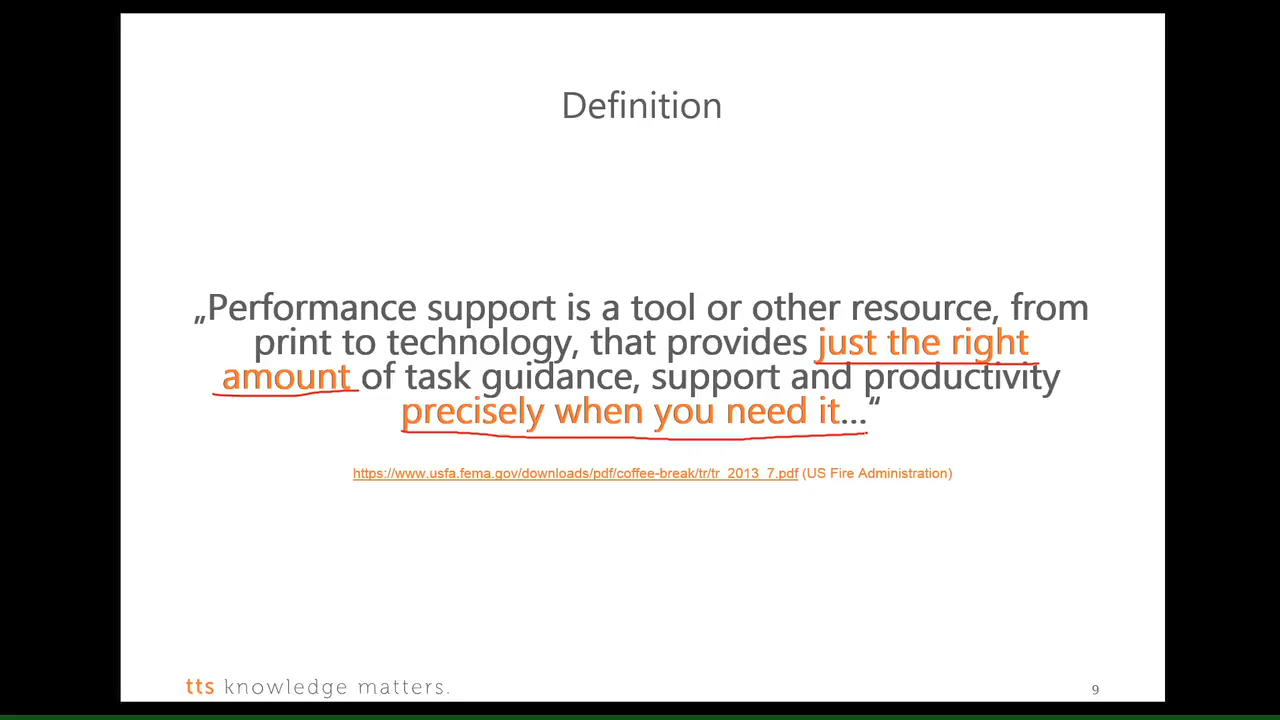 Definition
„Performance support is a tool or other resource, from
print to technology, that provides just the right
amount of task guidance, support and productivity
precisely when you need it...“
https://www.usfa.fema.gov/downloads/pdf/coffee-break/tr/tr_2013_7.pdf (US Fire Administration)
tts knowledge matters.
9